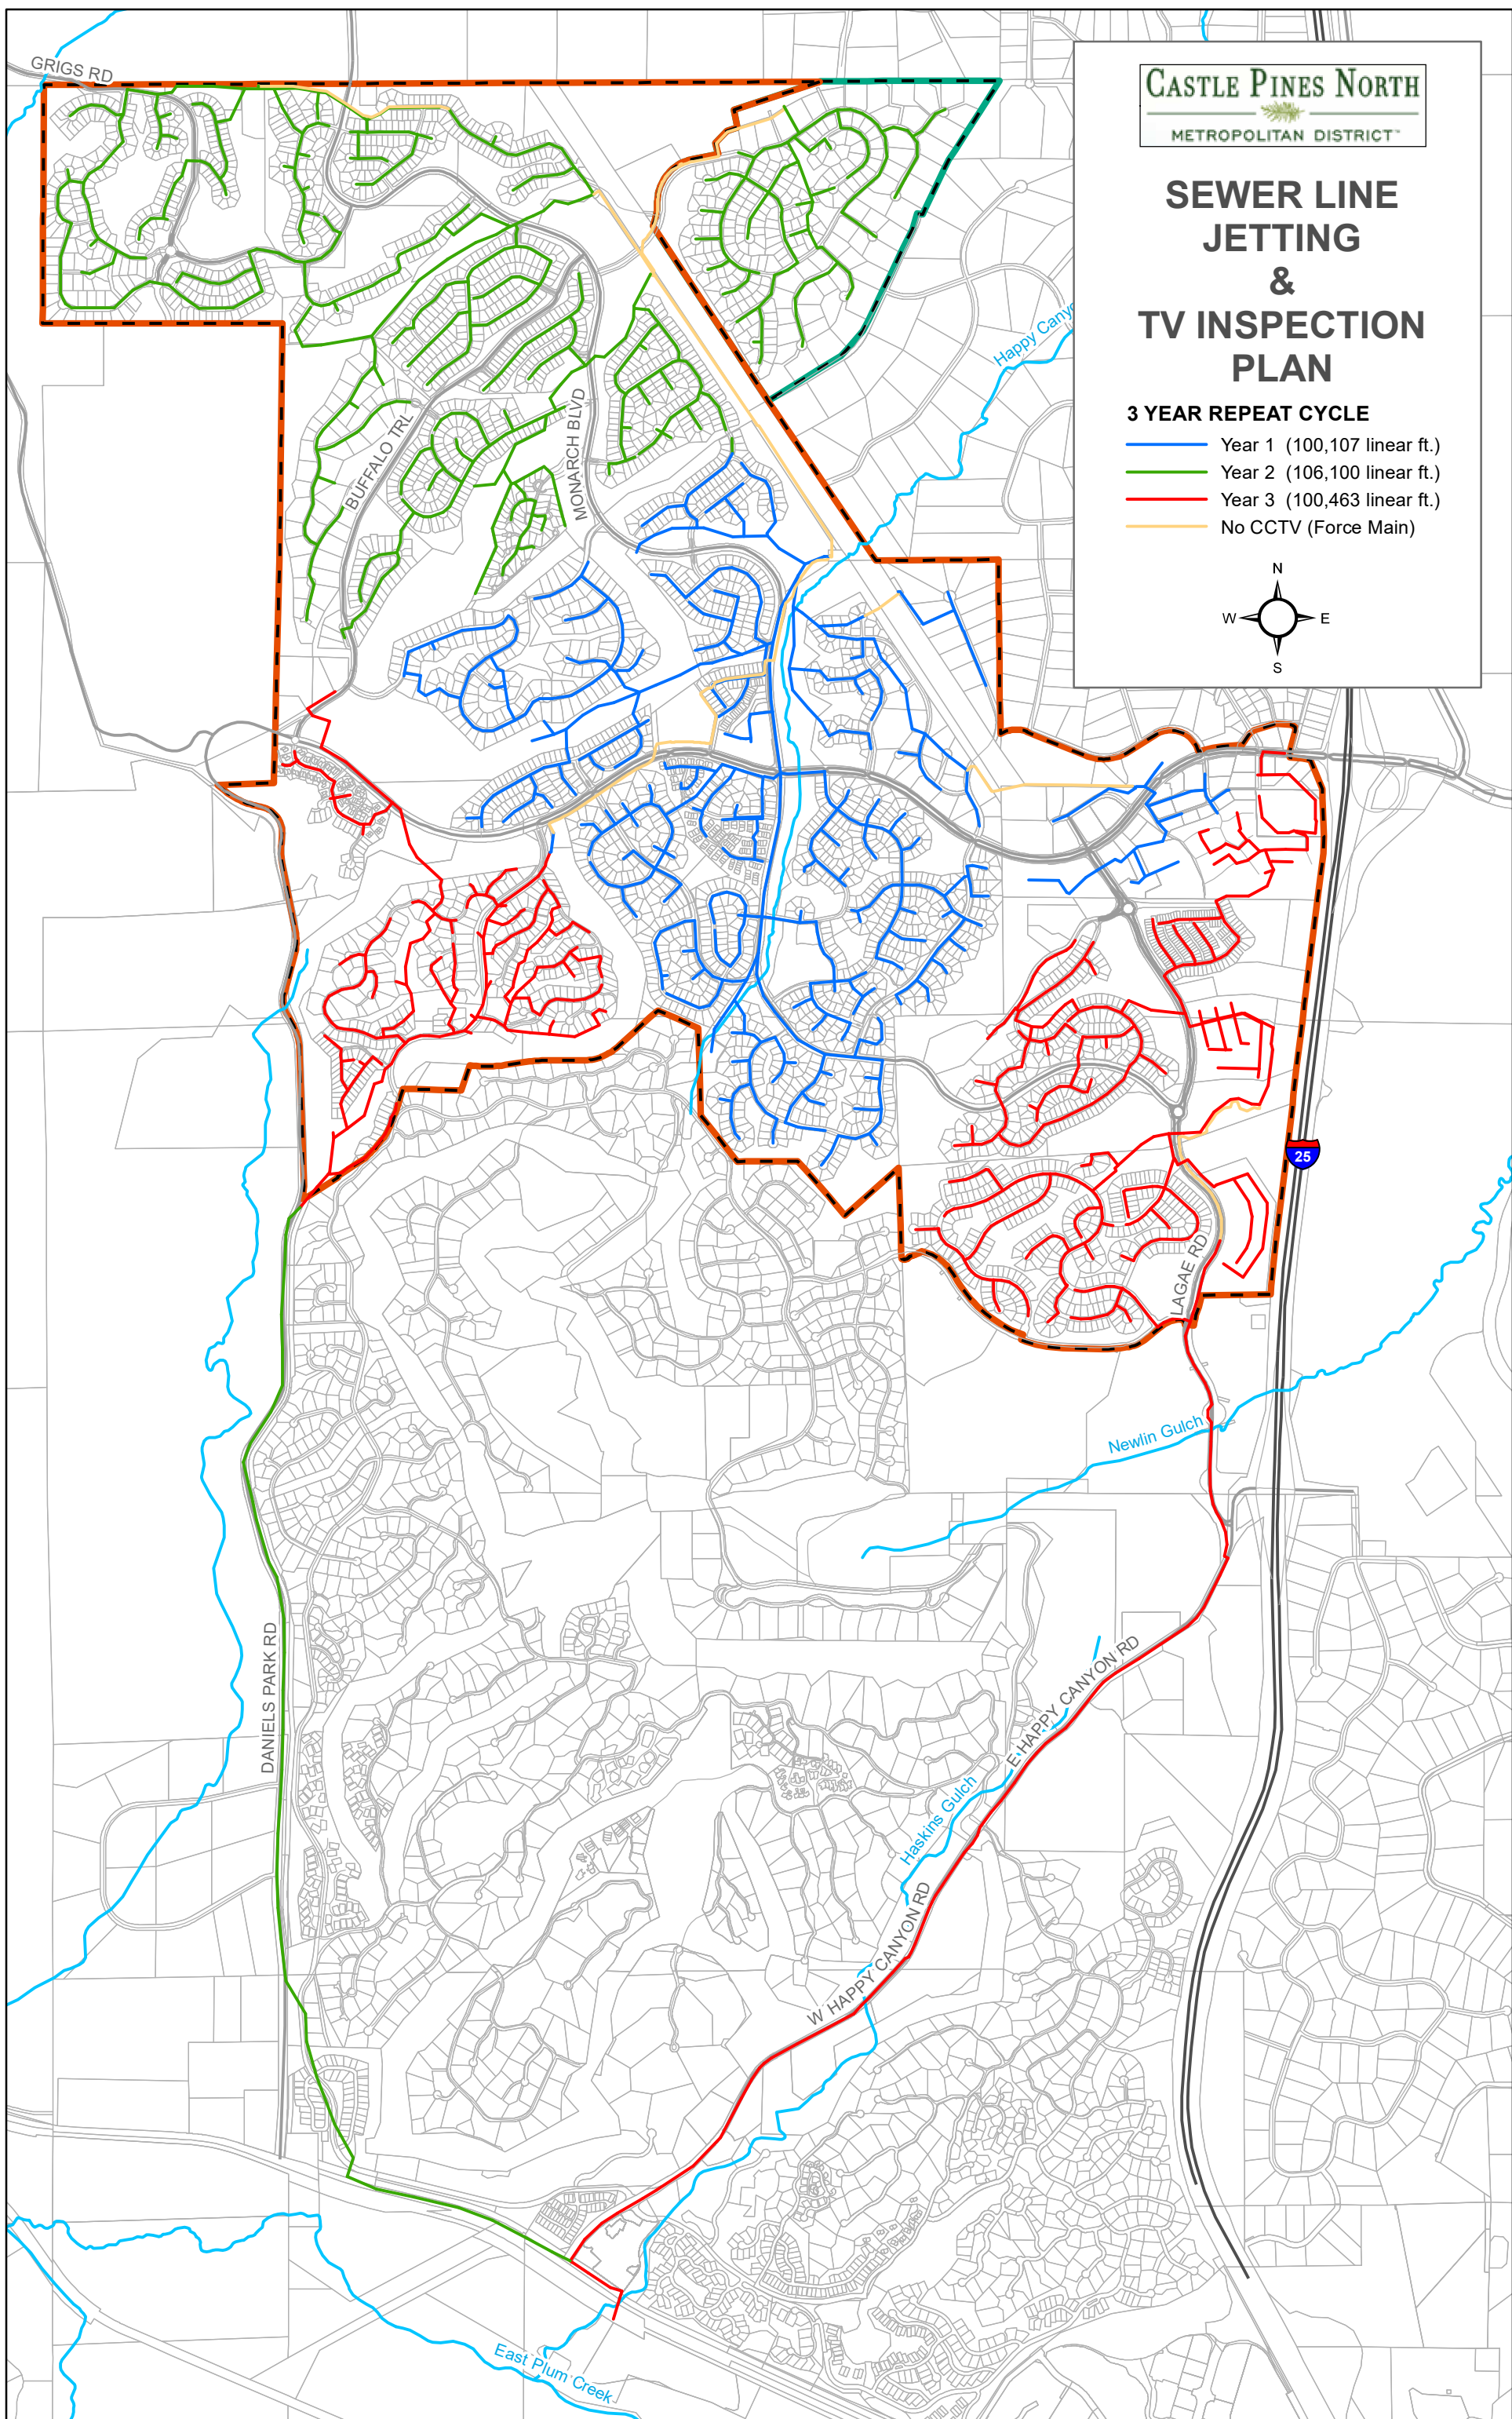 GRIGS RD
CASTLE PINES NORTH
METROPOLITAN DISTRICT™
SEWER LINE
JETTING
&
TV INSPECTION
PLAN
3 YEAR REPEAT CYCLE
Year 1 (100,107 linear ft.)
Year 2 (106,100 linear ft.)
Year 3 (100,463 linear ft.)
No CCTV (Force Main)
N
W
E
S
Happy Canyo
BUFFALO TRL
MONARCH BLVD
25
LAGAE RD
Newlin Gulch
DANIELS PARK RD
E HAPPY CANYON RD
Haskins Gulch
W HAPPY CANYON RD
East Plum Creek